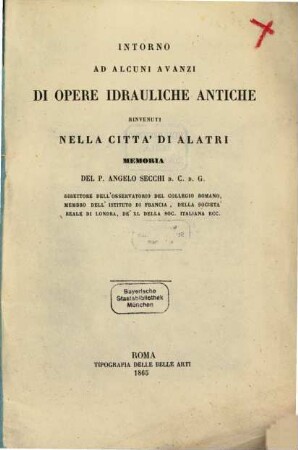 INTORNO
AD ALCUNI AVANZI
DI OPERE IDRAULICHE ANTICHE
RINVENUTI
NELLA CITTA' DI ALATRI
MEMORIA
DEL P. ANGELO SECCHI D. C. D. G.
DIRETTORE DELL'OSSERVATORIO DEL COLLEGIO ROMANO,
MEMBRO DELL'ISTITUTO DI FRANCIA, DELLA SOCIETÀ
REALE DI LONDRA, DE' XL DELLA SOC. ITALIANA ECC.
Bayerische
Staatsbibliothek
München
ROMA
TIPOGRAFIA DELLE BELLE ARTI
1865